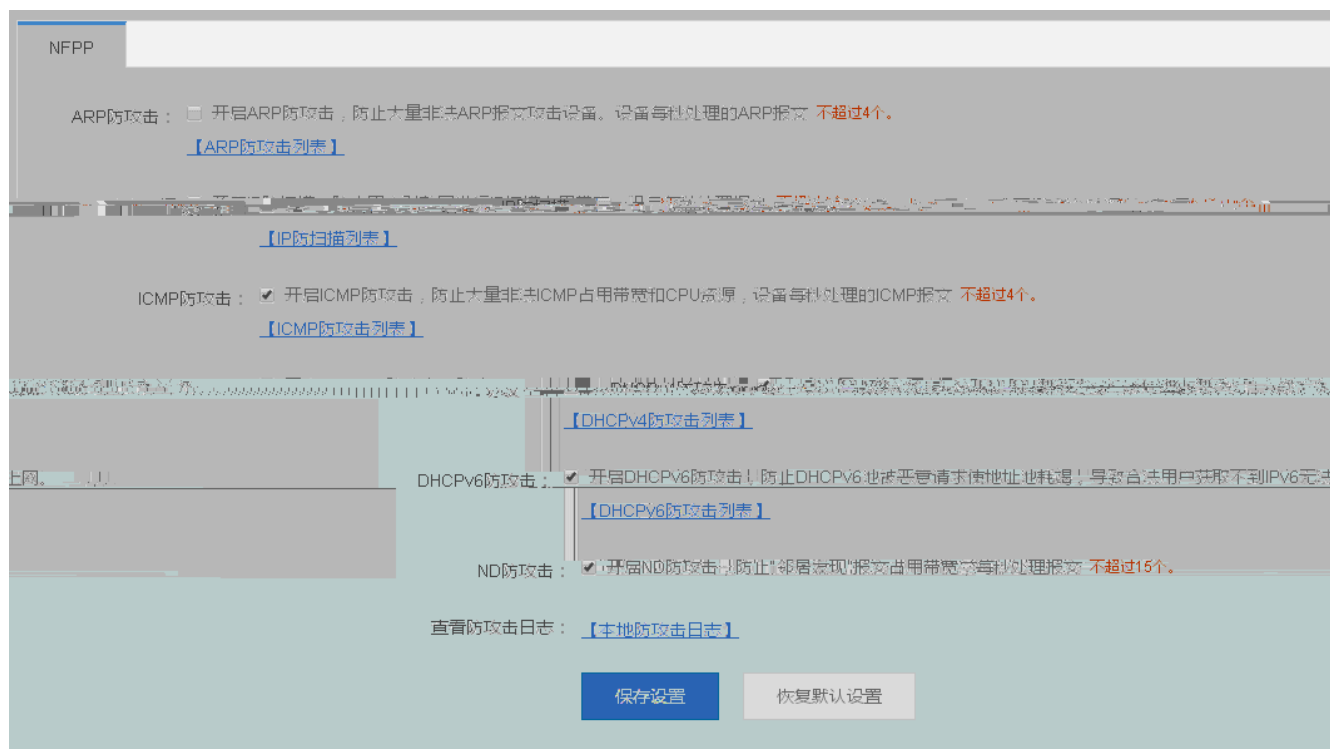 NFPP
ARP防攻击： 开启ARP防攻击，防止大量非法ARP报文攻击设备。设备每秒处理的ARP报文 不超过4个。
【ARP防攻击列表】
【IP防扫描列表】
ICMP防攻击： 开启ICMP防攻击，防止大量非法ICMP占用带宽和CPU资源，设备每秒处理的ICMP报文 不超过4个。
【ICMP防攻击列表】
【DHCPv4防攻击列表】
上网。
DHCPv6防攻击： 开启DHCPv6防攻击，防止DHCPv6池被恶意请求使地址池耗竭，导致合法用户获取不到IPV6无法
【DHCPv6防攻击列表】
ND防攻击： 开启ND防攻击，防止"邻居发现"报文占用带宽，每秒处理报文 不超过15个。
查看防攻击日志： 【本地防攻击日志】
保存设置 恢复默认设置